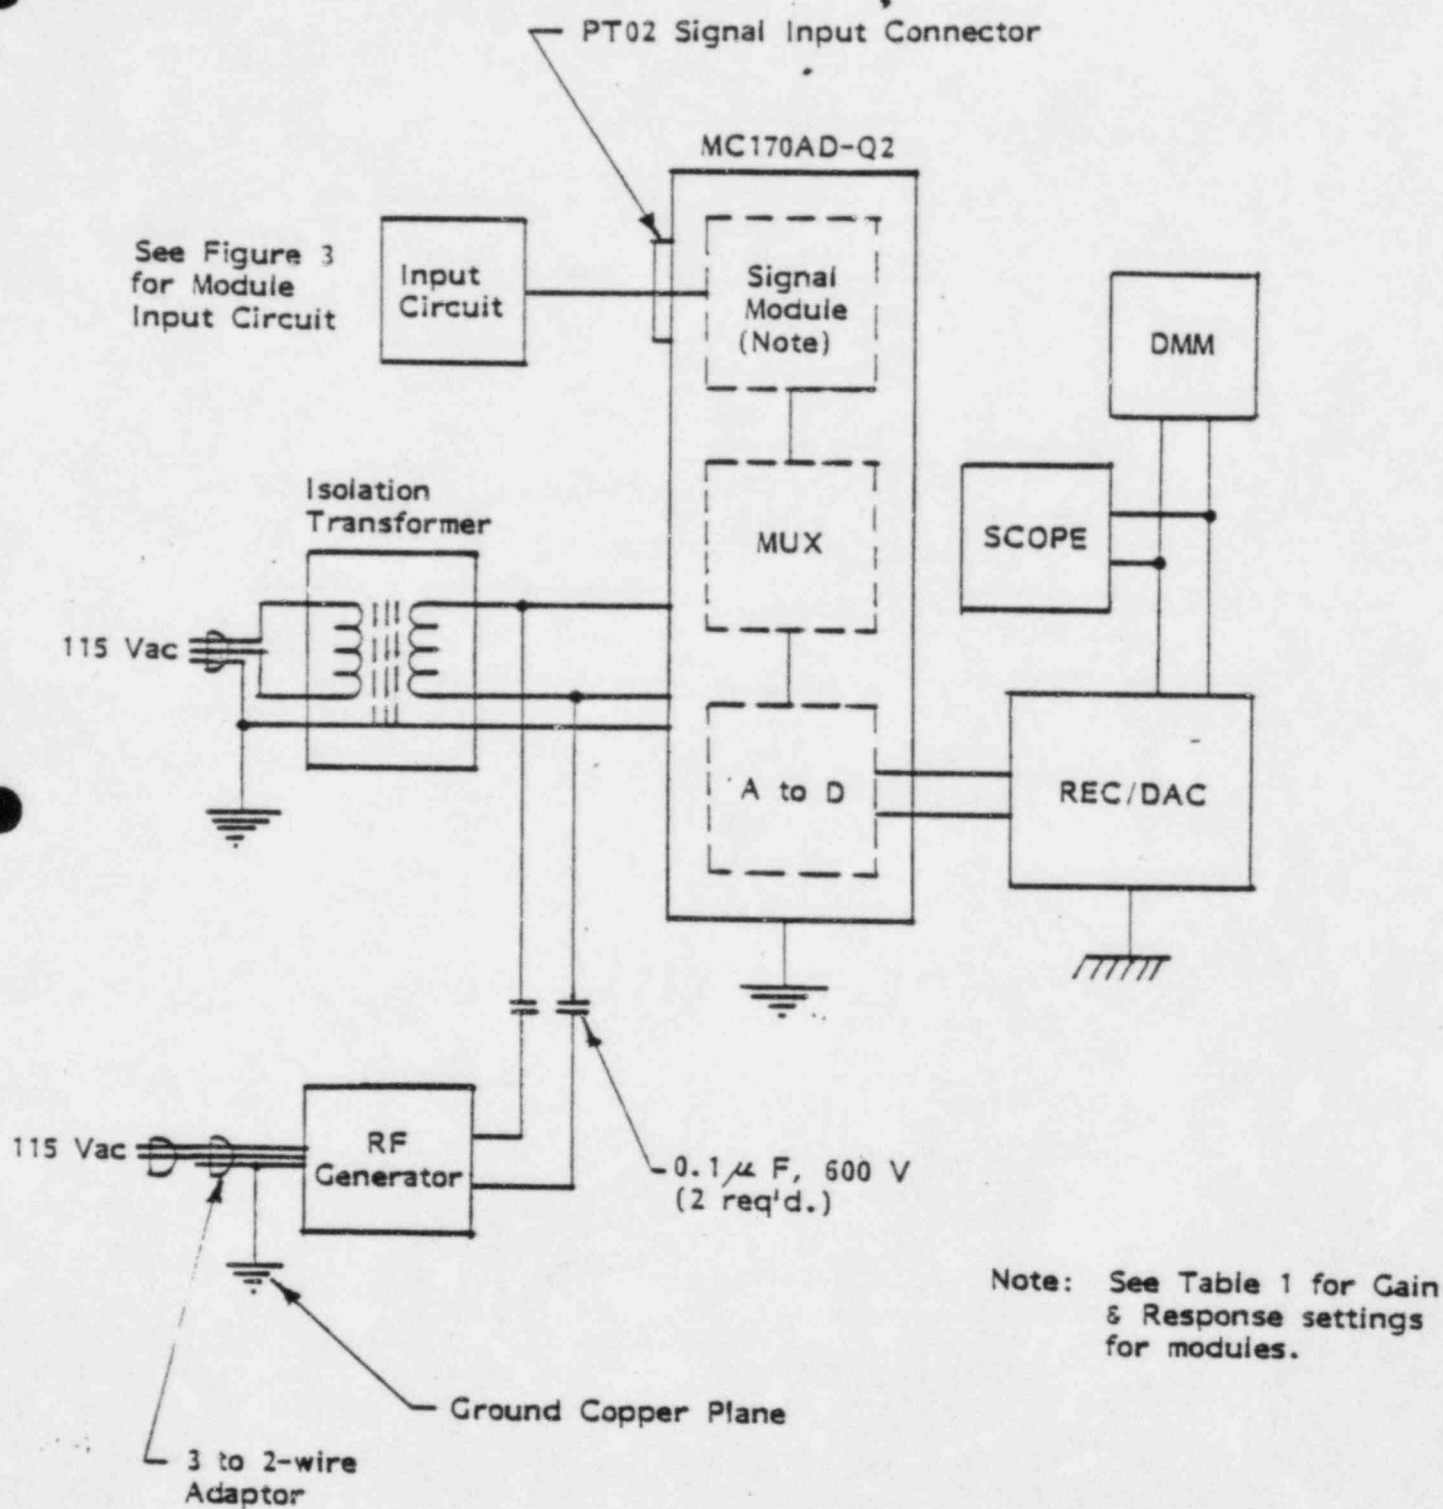 PT02 Signal Input Connector
MC170AD-Q2
See Figure 3
for Module
Input Circuit
Input
Circuit
Signal
Module
(Note)
DMM
Isolation
Transformer
MUX
SCOPE
115 Vac
A to D
REC/DAC
115 Vac
RF
Generator
0.1 μ F, 600 V
(2 req'd.)
Note: See Table 1 for Gain
& Response settings
for modules.
Ground Copper Plane
3 to 2-wire
Adaptor